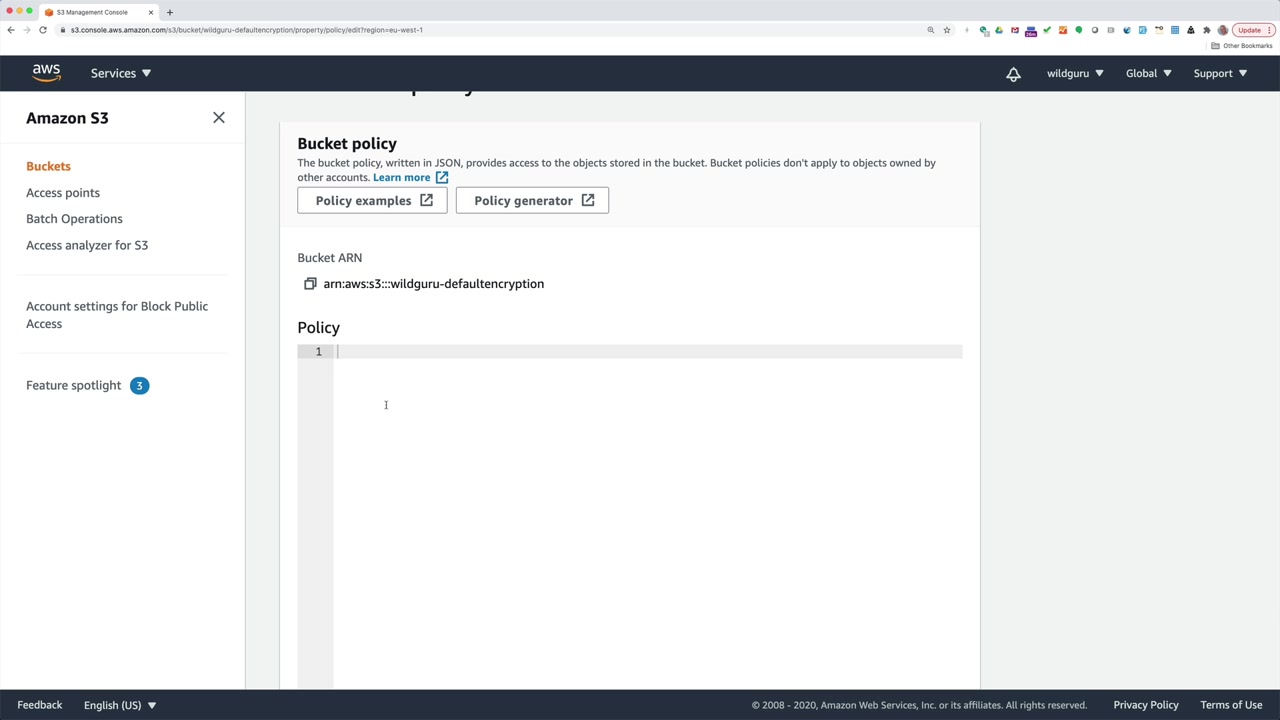 S3 Management Console
s3.console.aws.amazon.com/s3/bucket/wildguru-defaultencryption/property/policy/edit?region=eu-west-1
Update
Other Bookmarks
aws
Services
wildguru
Global
Support
Amazon S3
Buckets
Access points
Batch Operations
Access analyzer for S3
Account settings for Block Public
Access
Feature spotlight 3
Bucket policy
The bucket policy, written in JSON, provides access to the objects stored in the bucket. Bucket policies don't apply to objects owned by
other accounts. Learn more
Policy examples
Policy generator
Bucket ARN
arn:aws:s3:::wildguru-defaultencryption
Policy
1
Feedback
English (US)
© 2008 - 2020, Amazon Web Services, Inc. or its affiliates. All rights reserved.
Privacy Policy
Terms of Use